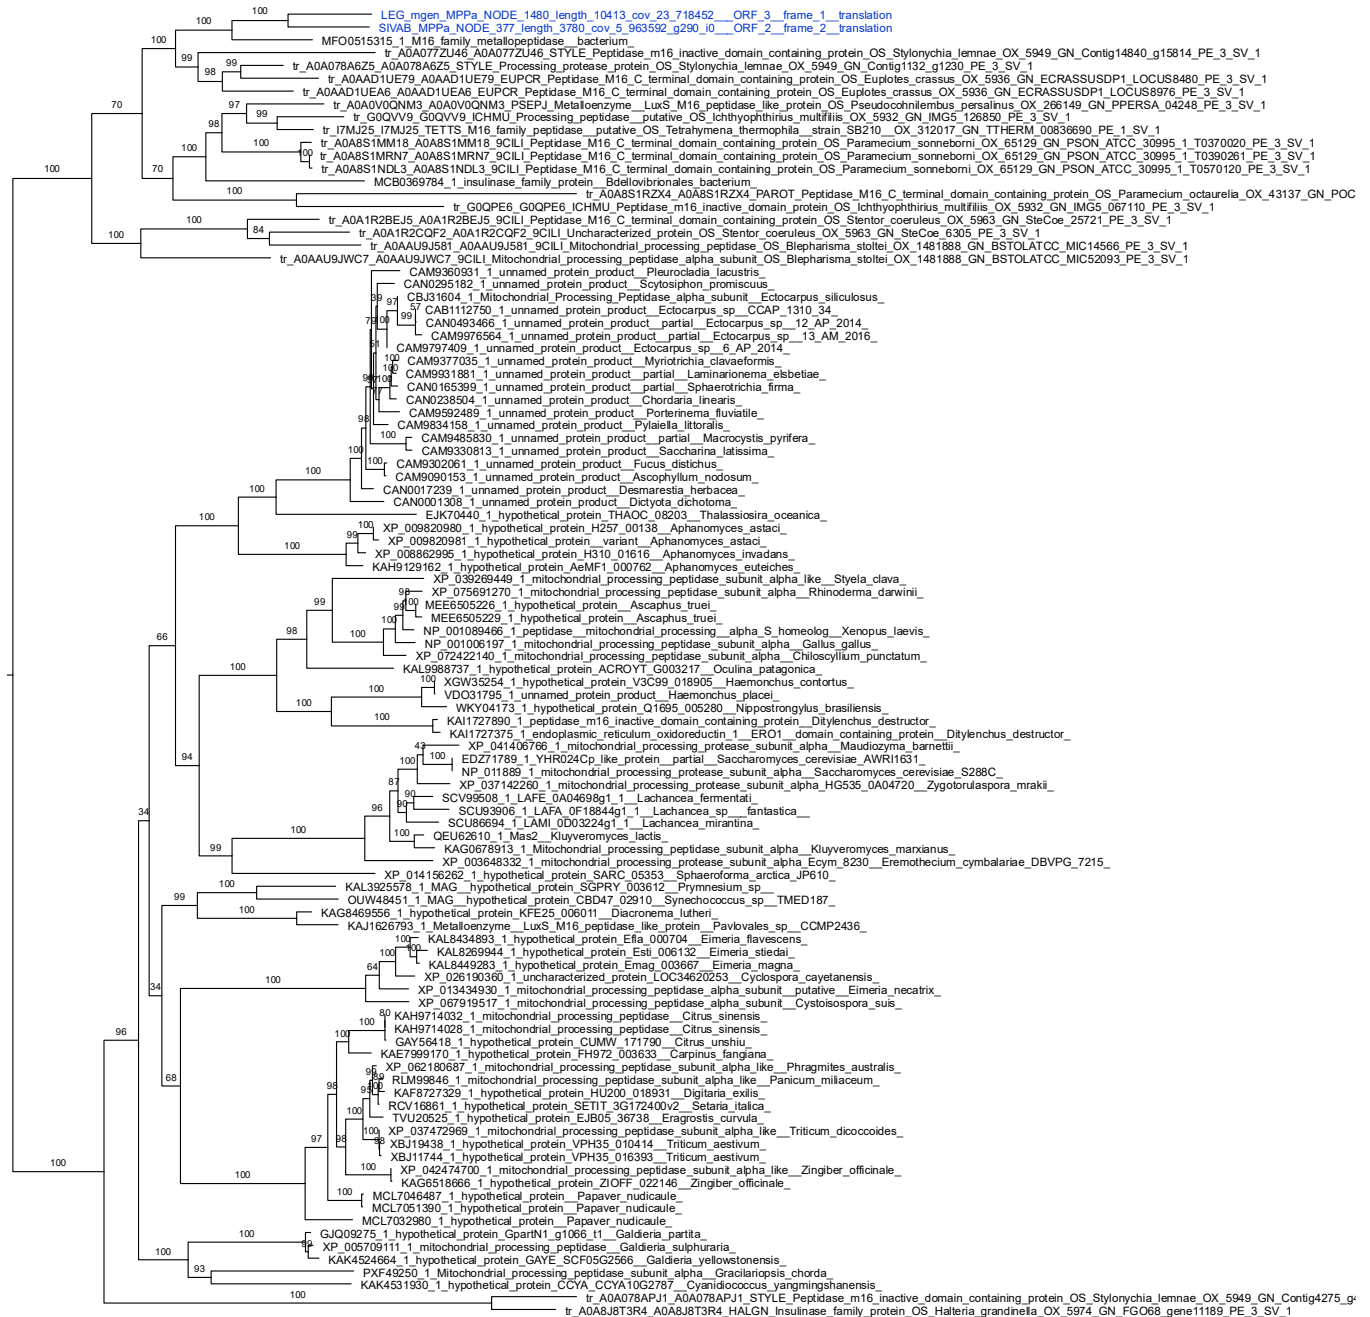 LEG_mgen_MPPa_NODE_1480_length_10413_cov_23_718452__ORF_3__frame_1__translation
SIVAB_MPPa_NODE_377_length_3780_cov_5_963592_g290_i0__ORF_2__frame_2__translation
MFO0515315_1_M16_family_metallopeptidase__bacterium_
tr_A0A077ZU46_A0A077ZU46_STYLE_Peptidase_m16_inactive_domain_containing_protein_OS_Stylonychia_lemnae_OX_5949_GN_Contig14840_g15814_PE_3_SV_1
tr_A0A078A6Z5_A0A078A6Z5_STYLE_Processing_protease_protein_OS_Stylonychia_lemnae_OX_5949_GN_Contig1132_g1230_PE_3_SV_1
tr_A0AAD1UE79_A0AAD1UE79_EUPCR_Peptidase_M16_C_terminal_domain_containing_protein_OS_Euplotes_crassus_OX_5936_GN_ECRASSUSDP1_LOCUS8480_PE_3_SV_1
tr_A0AAD1UEA6_A0AAD1UEA6_EUPCR_Peptidase_M16_C_terminal_domain_containing_protein_OS_Euplotes_crassus_OX_5936_GN_ECRASSUSDP1_LOCUS8976_PE_3_SV_1
tr_A0A0V0QNM3_A0A0V0QNM3_PSEPJ_Metalloenzyme__LuxS_M16_peptidase_like_protein_OS_Pseudocohnilembus_persalinus_OX_266149_GN_PPERSA_04248_PE_3_SV_1
tr_G0QVV9_G0QVV9_ICHMU_Processing_peptidase__putative_OS_Ichthyophthirius_multifiliis_OX_5932_GN_IMG5_126850_PE_3_SV_1
tr_I7MJ25_I7MJ25_TETTS_M16_family_peptidase__putative_OS_Tetrahymena_thermophila__strain_SB210__OX_312017_GN_TTHERM_00836690_PE_1_SV_1
tr_A0A8S1MM18_A0A8S1MM18_9CILI_Peptidase_M16_C_terminal_domain_containing_protein_OS_Paramecium_sonneborni_OX_65129_GN_PSON_ATCC_30995_1_T0370020_PE_3_SV_1
tr_A0A8S1MRN7_A0A8S1MRN7_9CILI_Peptidase_M16_C_terminal_domain_containing_protein_OS_Paramecium_sonneborni_OX_65129_GN_PSON_ATCC_30995_1_T0390261_PE_3_SV_1
tr_A0A8S1NDL3_A0A8S1NDL3_9CILI_Peptidase_M16_C_terminal_domain_containing_protein_OS_Paramecium_sonneborni_OX_65129_GN_PSON_ATCC_30995_1_T0570120_PE_3_SV_1
MCB0369784_1_insulinase_family_protein__Bdellovibrionales_bacterium_
tr_A0A8S1RZX4_A0A8S1RZX4_PAROT_Peptidase_M16_C_terminal_domain_containing_protein_OS_Paramecium_octaurelia_OX_43137_GN_POC
tr_G0QPE6_G0QPE6_ICHMU_Peptidase_m16_inactive_domain_protein_OS_Ichthyophthirius_multifiliis_OX_5932_GN_IMG5_067110_PE_3_SV_1
tr_A0A1R2BEJ5_A0A1R2BEJ5_9CILI_Peptidase_M16_C_terminal_domain_containing_protein_OS_Stentor_coeruleus_OX_5963_GN_SteCoe_25721_PE_3_SV_1
tr_A0A1R2CQF2_A0A1R2CQF2_9CILI_Uncharacterized_protein_OS_Stentor_coeruleus_OX_5963_GN_SteCoe_6305_PE_3_SV_1
tr_A0AAU9J581_A0AAU9J581_9CILI_Mitochondrial_processing_peptidase_OS_Blepharisma_stoltei_OX_1481888_GN_BSTOLATCC_MIC14566_PE_3_SV_1
tr_A0AAU9JWC7_A0AAU9JWC7_9CILI_Mitochondrial_processing_peptidase_alpha_subunit_OS_Blepharisma_stoltei_OX_1481888_GN_BSTOLATCC_MIC52093_PE_3_SV_1
CAM9360931_1_unnamed_protein_product__Pleurocladia_lacustris_
CAN0295182_1_unnamed_protein_product__Scytosiphon_promiscuus_
CBJ31604_1_Mitochondrial_Processing_Peptidase_alpha_subunit__Ectocarpus_siliculosus_
CAB1112750_1_unnamed_protein_product__Ectocarpus_sp__CCAP_1310_34_
CAN0493466_1_unnamed_protein_product__partial__Ectocarpus_sp__12_AP_2014_
CAM9976564_1_unnamed_protein_product__partial__Ectocarpus_sp__13_AM_2016_
CAM9797409_1_unnamed_protein_product__Ectocarpus_sp__6_AP_2014_
CAM9377035_1_unnamed_protein_product__Myriotrichia_clavaeformis_
CAM9931881_1_unnamed_protein_product__partial__Laminarionema_elsbetiae_
CAN0165399_1_unnamed_protein_product__partial__Sphaerotrichia_firma_
CAN0238504_1_unnamed_protein_product__Chordaria_linearis_
CAM9592489_1_unnamed_protein_product__Porterinema_fluviatile_
CAM9834158_1_unnamed_protein_product__Pylaiella_littoralis_
CAM9485830_1_unnamed_protein_product__partial__Macrocystis_pyrifera_
CAM9330813_1_unnamed_protein_product__Saccharina_latissima_
CAM9302061_1_unnamed_protein_product__Fucus_distichus_
CAM9090153_1_unnamed_protein_product__Ascophyllum_nodosum_
CAN0017239_1_unnamed_protein_product__Desmarestia_herbacea_
CAN0001308_1_unnamed_protein_product__Dictyota_dichotoma_
EJK70440_1_hypothetical_protein_THAOC_08203__Thalassiosira_oceanica_
XP_009820980_1_hypothetical_protein_H257_00138__Aphanomyces_astaci_
XP_009820981_1_hypothetical_protein__variant__Aphanomyces_astaci_
XP_008862995_1_hypothetical_protein_H310_01616__Aphanomyces_invadans_
KAH9129162_1_hypothetical_protein_AeMF1_000762__Aphanomyces_euteiches_
XP_039269449_1_mitochondrial_processing_peptidase_subunit_alpha_like__Styela_clava_
XP_075691270_1_mitochondrial_processing_peptidase_subunit_alpha__Rhinoderma_darwinii_
MEE6505226_1_hypothetical_protein__Ascaphus_truei_
MEE6505229_1_hypothetical_protein__Ascaphus_truei_
NP_001089466_1_peptidase__mitochondrial_processing__alpha_S_homeolog__Xenopus_laevis_
NP_001006197_1_mitochondrial_processing_peptidase_subunit_alpha__Gallus_gallus_
XP_072422140_1_mitochondrial_processing_peptidase_subunit_alpha__Chiloscyllium_punctatum_
KAL9988737_1_hypothetical_protein_ACROYT_G003217__Oculina_patagonica_
XGW35254_1_hypothetical_protein_V3C99_018905__Haemonchus_contortus_
VDO31795_1_unnamed_protein_product__Haemonchus_placei_
WKY04173_1_hypothetical_protein_Q1695_005280__Nippostrongylus_brasiliensis_
KAI1727890_1_peptidase_m16_inactive_domain_containing_protein__Ditylenchus_destructor_
KAI1727375_1_endoplasmic_reticulum_oxidoreductin_1__ERO1__domain_containing_protein__Ditylenchus_destructor_
XP_041406766_1_mitochondrial_processing_protease_subunit_alpha__Maudiozyma_barnettii_
EDZ71789_1_YHR024Cp_like_protein__partial__Saccharomyces_cerevisiae_AWRI1631_
NP_011889_1_mitochondrial_processing_protease_subunit_alpha__Saccharomyces_cerevisiae_S288C_
XP_037142260_1_mitochondrial_processing_protease_subunit_alpha_HG535_0A04720__Zygotorulaspora_mrakii_
SCV99508_1_LAFE_0A04698g1_1__Lachancea_fermentati_
SCU93906_1_LAFA_0F18844g1_1__Lachancea_sp___fantastica__
SCU86694_1_LAMI_0D03224g1_1__Lachancea_mirantina_
QEU62610_1_Mas2__Kluyveromyces_lactis_
KAG0678913_1_mitochondrial_processing_peptidase_subunit_alpha__Kluyveromyces_marxianus_
XP_003648332_1_mitochondrial_processing_protease_subunit_alpha_Ecym_8230__Eremothecium_cymbalariae_DBVPG_7215_
XP_014156262_1_hypothetical_protein_SARC_05353__Sphaeroforma_arctica_JP610_
KAL3925578_1_MAG__hypothetical_protein_SGPRY_003612__Prymnesium_sp__
OUW48451_1_MAG__hypothetical_protein_CBD47_02910__Synechococcus_sp__TMED187_
KAG8469556_1_hypothetical_protein_KFE25_006011__Diacronema_lutheri_
KAJ1626793_1_Metalloenzyme__LuxS_M16_peptidase_like_protein__Pavlovales_sp__CCMP2436_
KAL8434893_1_hypothetical_protein_Efla_000704__Eimeria_flavescens_
KAL8269944_1_hypothetical_protein_Esti_006132__Eimeria_stiedai_
KAL8449283_1_hypothetical_protein_Emag_003667__Eimeria_magna_
XP_026190360_1_uncharacterized_protein_LOC34620253__Cyclospora_cayetanensis_
XP_013434930_1_mitochondrial_processing_peptidase_alpha_subunit__putative__Eimeria_necatrix_
XP_067919517_1_mitochondrial_processing_peptidase_alpha_subunit__Cystoisospora_suis_
KAH9714032_1_mitochondrial_processing_peptidase__Citrus_sinensis_
KAH9714028_1_mitochondrial_processing_peptidase__Citrus_sinensis_
GAY56418_1_hypothetical_protein_CUMW_171790__Citrus_unshiu_
KAE7999170_1_hypothetical_protein_FH972_003633__Carpinus_fangiana_
XP_062180687_1_mitochondrial_processing_peptidase_subunit_alpha_like__Phragmites_australis_
RLM99846_1_mitochondrial_processing_peptidase_subunit_alpha_like__Panicum_miliaceum_
KAF8727329_1_hypothetical_protein_HU200_018931__Digitaria_exilis_
RCV16861_1_hypothetical_protein_SETIT_3G172400v2__Setaria_italica_
TVU20525_1_hypothetical_protein_EJB05_36738__Eragrostis_curvula_
XP_037472969_1_mitochondrial_processing_peptidase_subunit_alpha_like__Triticum_dicoccoides_
XBJ19438_1_hypothetical_protein_VPH35_010414__Triticum_aestivum_
XBJ11744_1_hypothetical_protein_VPH35_016393__Triticum_aestivum_
XP_042474700_1_mitochondrial_processing_peptidase_subunit_alpha_like__Zingiber_officinale_
KAG6518666_1_hypothetical_protein_ZIOFF_022146__Zingiber_officinale_
MCL7046487_1_hypothetical_protein__Papaver_nudicaule_
MCL7051390_1_hypothetical_protein__Papaver_nudicaule_
MCL7032980_1_hypothetical_protein__Papaver_nudicaule_
GJQ09275_1_hypothetical_protein_GpartN1_g1066_t1__Galdieria_partita_
XP_005709111_1_mitochondrial_processing_peptidase__Galdieria_sulphuraria_
KAK4524664_1_hypothetical_protein_GAYE_SCF05G2566__Galdieria_yellowstonensis_
PXF49250_1_Mitochondrial_processing_peptidase_subunit_alpha__Gracilariopsis_chorda_
KAK4531930_1_hypothetical_protein_CCYA_CCYA10G2787__Cyanidiococcus_yangmingshanensis_
tr_A0A078APJ1_A0A078APJ1_STYLE_Peptidase_m16_inactive_domain_containing_protein_OS_Stylonychia_lemnae_OX_5949_GN_Contig4275_g4
tr_A0A8J8T3R4_A0A8J8T3R4_HALGN_Insulinase_family_protein_OS_Halteria_grandinella_OX_5974_GN_FGO68_gene11189_PE_3_SV_1